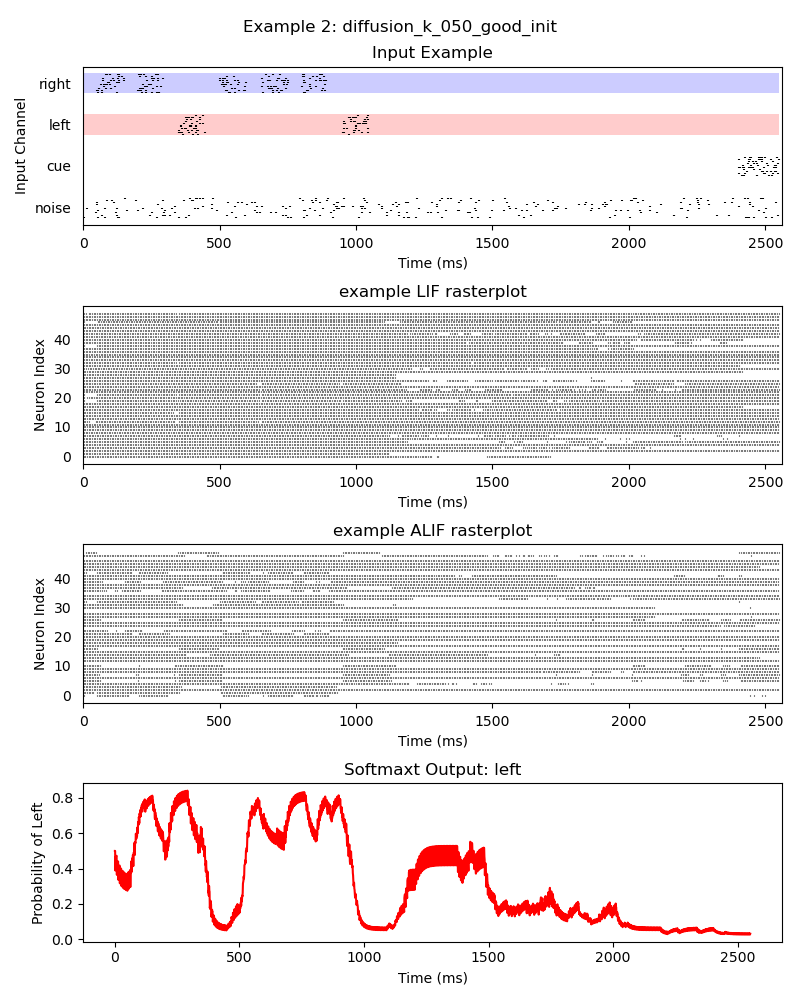 Example 2: diffusion_k_050_good_init
Input Example
Input Channel
right
left
cue
noise
0 500 1000 1500 2000 2500
Time (ms)
example LIF rasterplot
Neuron Index
40
30
20
10
0
0 500 1000 1500 2000 2500
Time (ms)
example ALIF rasterplot
Neuron Index
40
30
20
10
0
0 500 1000 1500 2000 2500
Time (ms)
Softmaxt Output: left
Probability of Left
0.8
0.6
0.4
0.2
0.0
0 500 1000 1500 2000 2500
Time (ms)